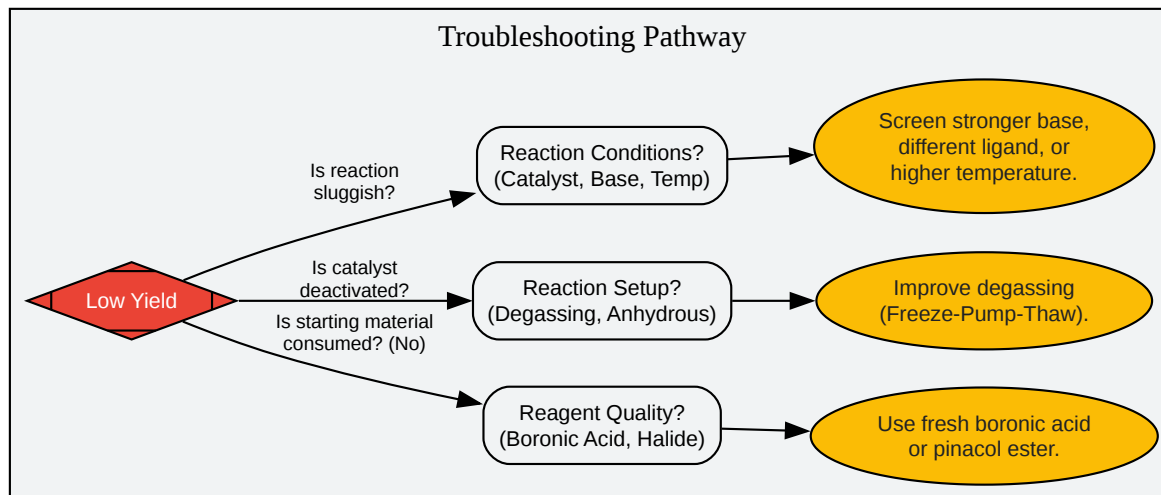 Troubleshooting Pathway
Low Yield
Is reaction
sluggish?
Reaction Conditions?
(Catalyst, Base, Temp)
Screen stronger base,
different ligand, or
higher temperature.
Is catalyst
deactivated?
Reaction Setup?
(Degassing, Anhydrous)
Improve degassing
(Freeze-Pump-Thaw).
Is starting material
consumed? (No)
Reagent Quality?
(Boronic Acid, Halide)
Use fresh boronic acid
or pinacol ester.